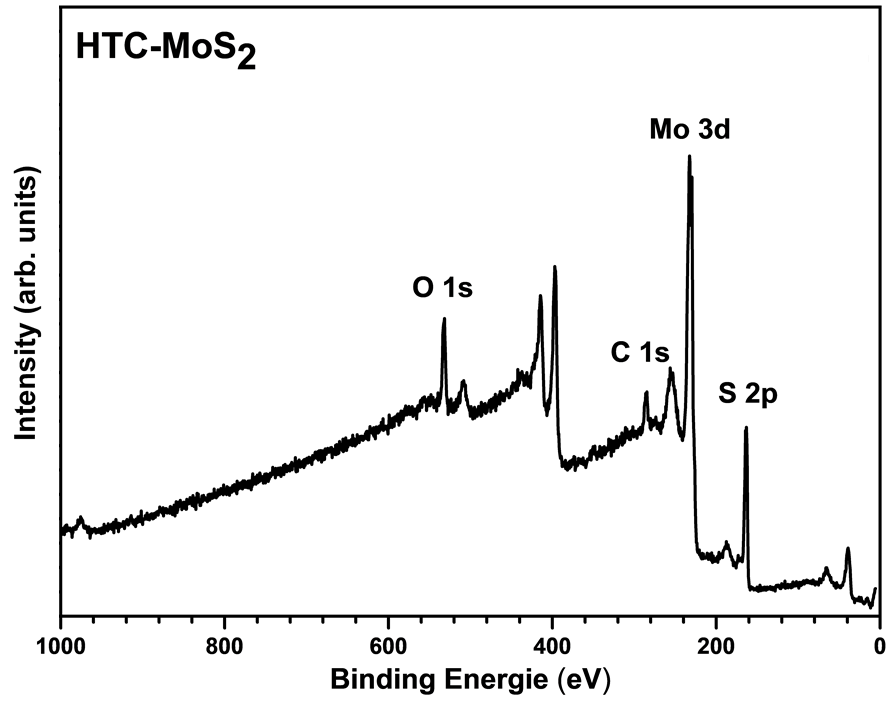 HTC-MoS2
Mo 3d
O 1s
C 1s
S 2p
Intensity (arb. units)
1000 800 600 400 200 0
Binding Energie (eV)